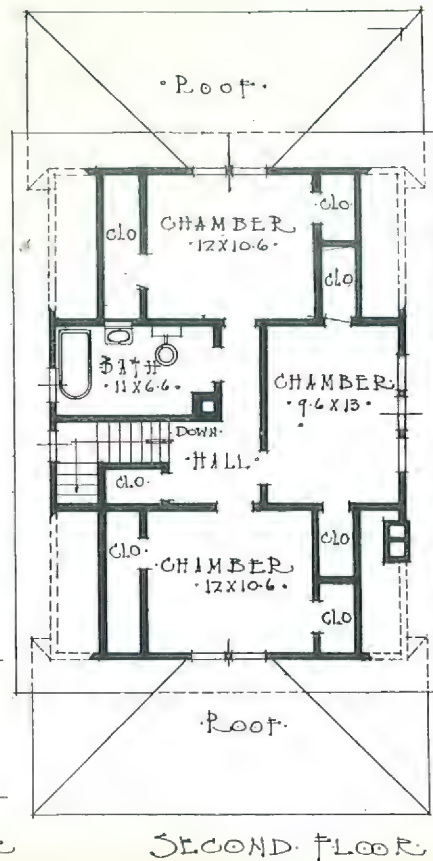 ·Roof·
CLO
CHAMBER
·12X10·6·
CLO
CLO
BATH
·11X6·6·
CHAMBER
·9·6X13·
DOWN
·HALL·
CLO·
CLO·
·CHAMBER·
·12X10·6·
CLO
CLO
·Roof·
SECOND· FLOOR